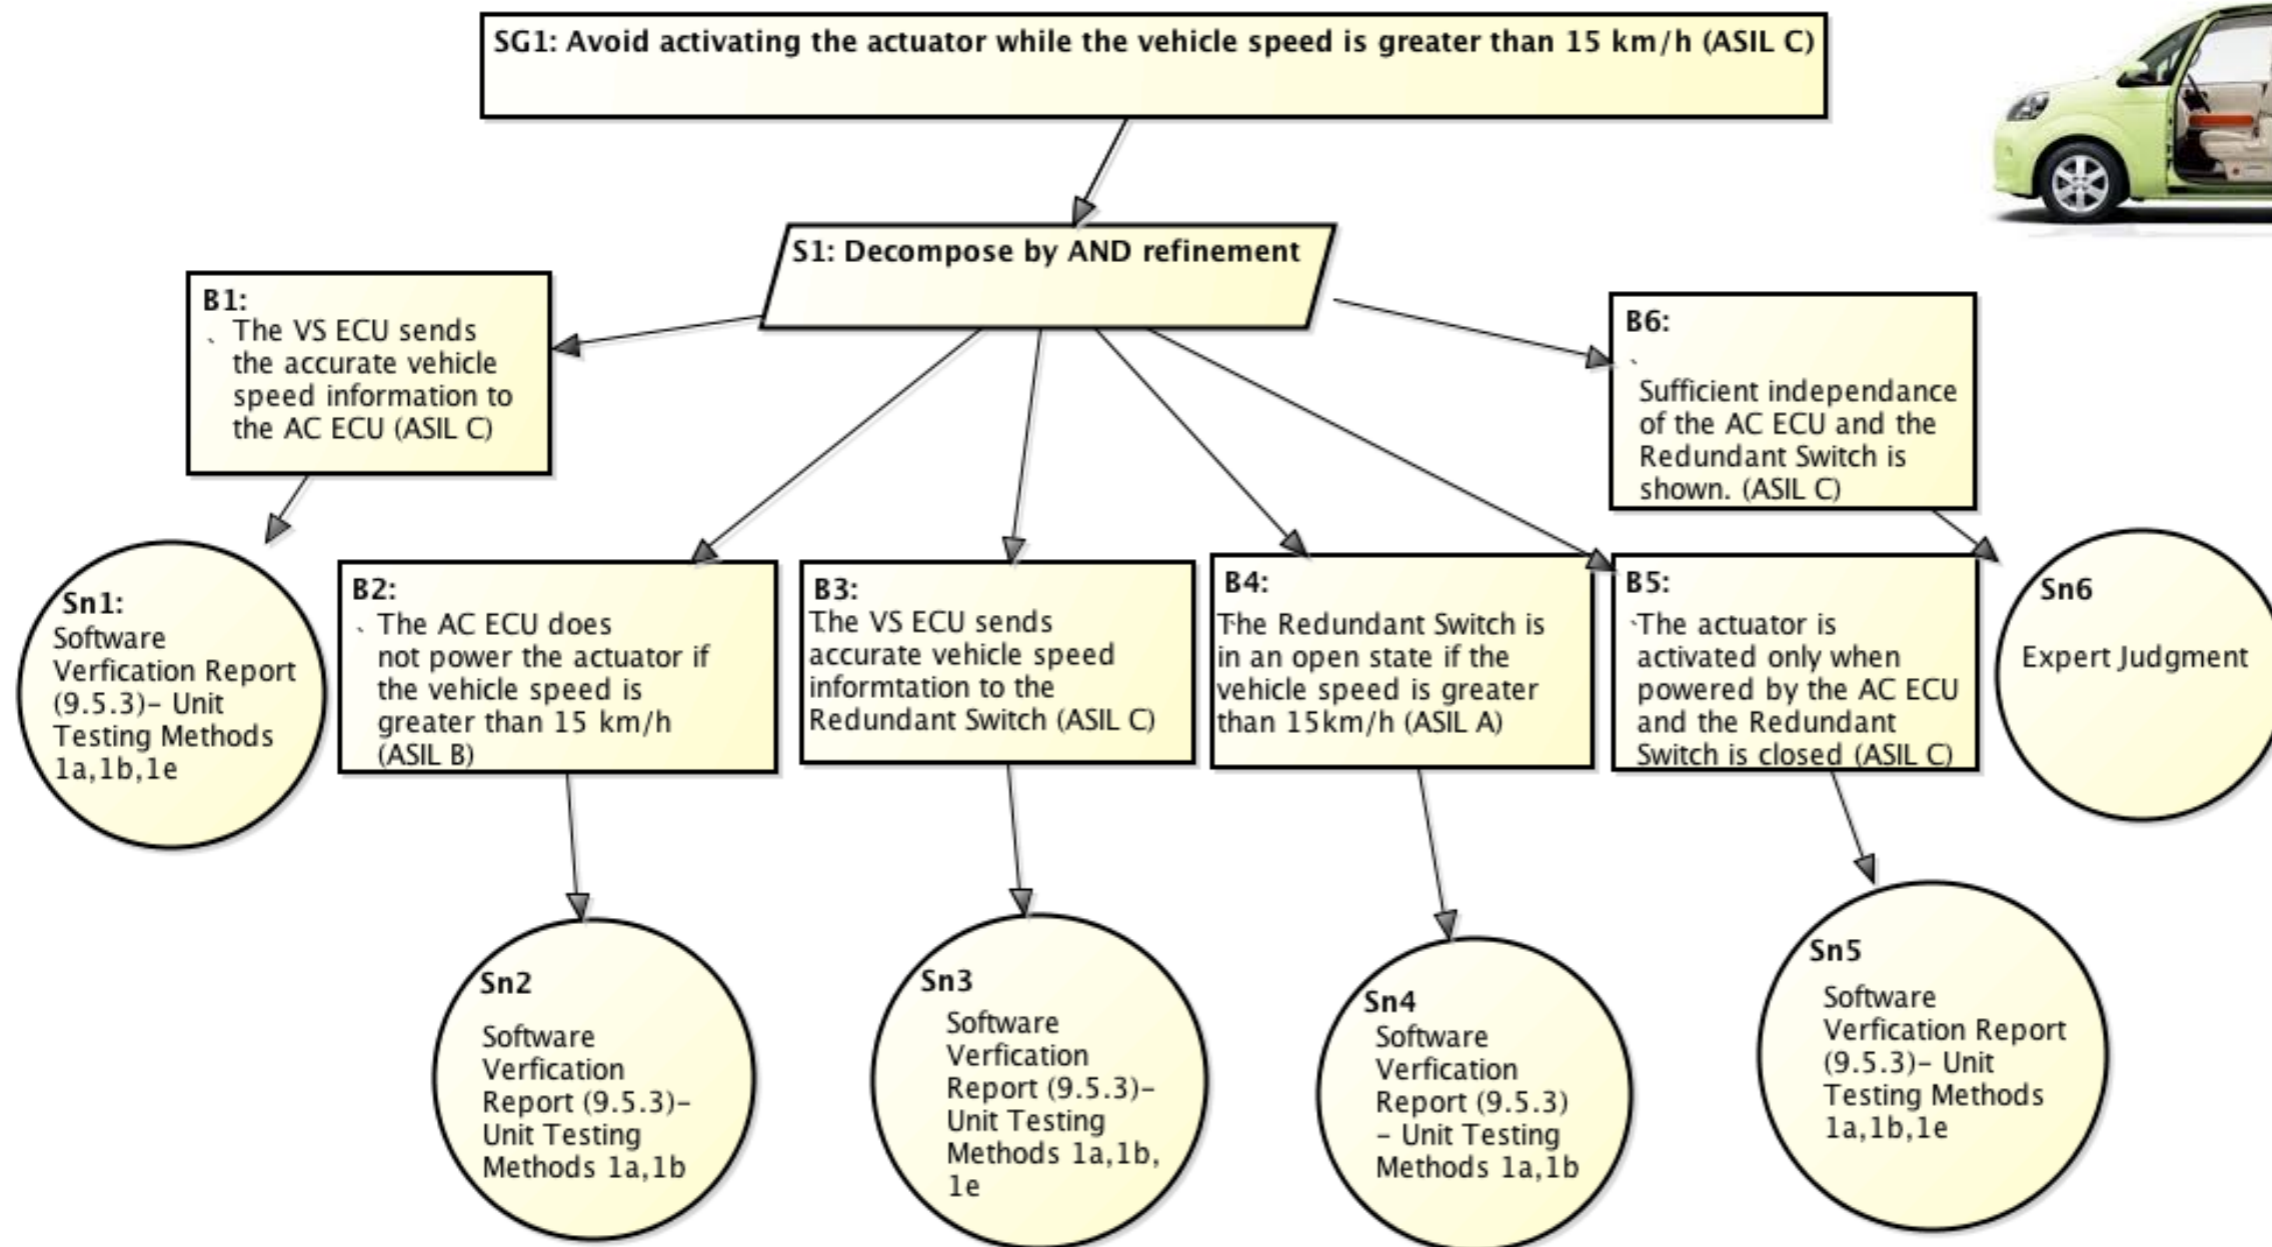 SG1: Avoid activating the actuator while the vehicle speed is greater than 15 km/h (ASIL C)
S1: Decompose by AND refinement
B1:
The VS ECU sends
the accurate vehicle
speed information to
the AC ECU (ASIL C)
B6:
Sufficient independance
of the AC ECU and the
Redundant Switch is
shown. (ASIL C)
Sn1:
Software
Verfication Report
(9.5.3)– Unit
Testing Methods
1a,1b,1e
B2:
The AC ECU does
not power the actuator if
the vehicle speed is
greater than 15 km/h
(ASIL B)
B3:
The VS ECU sends
accurate vehicle speed
informtation to the
Redundant Switch (ASIL C)
B4:
The Redundant Switch is
in an open state if the
vehicle speed is greater
than 15km/h (ASIL A)
B5:
The actuator is
activated only when
powered by the AC ECU
and the Redundant
Switch is closed (ASIL C)
Sn6
Expert Judgment
Sn2
Software
Verfication
Report (9.5.3)–
Unit Testing
Methods 1a,1b
Sn3
Software
Verfication
Report (9.5.3)–
Unit Testing
Methods 1a,1b,
1e
Sn4
Software
Verfication
Report (9.5.3)
– Unit Testing
Methods 1a,1b
Sn5
Software
Verfication Report
(9.5.3)– Unit
Testing Methods
1a,1b,1e